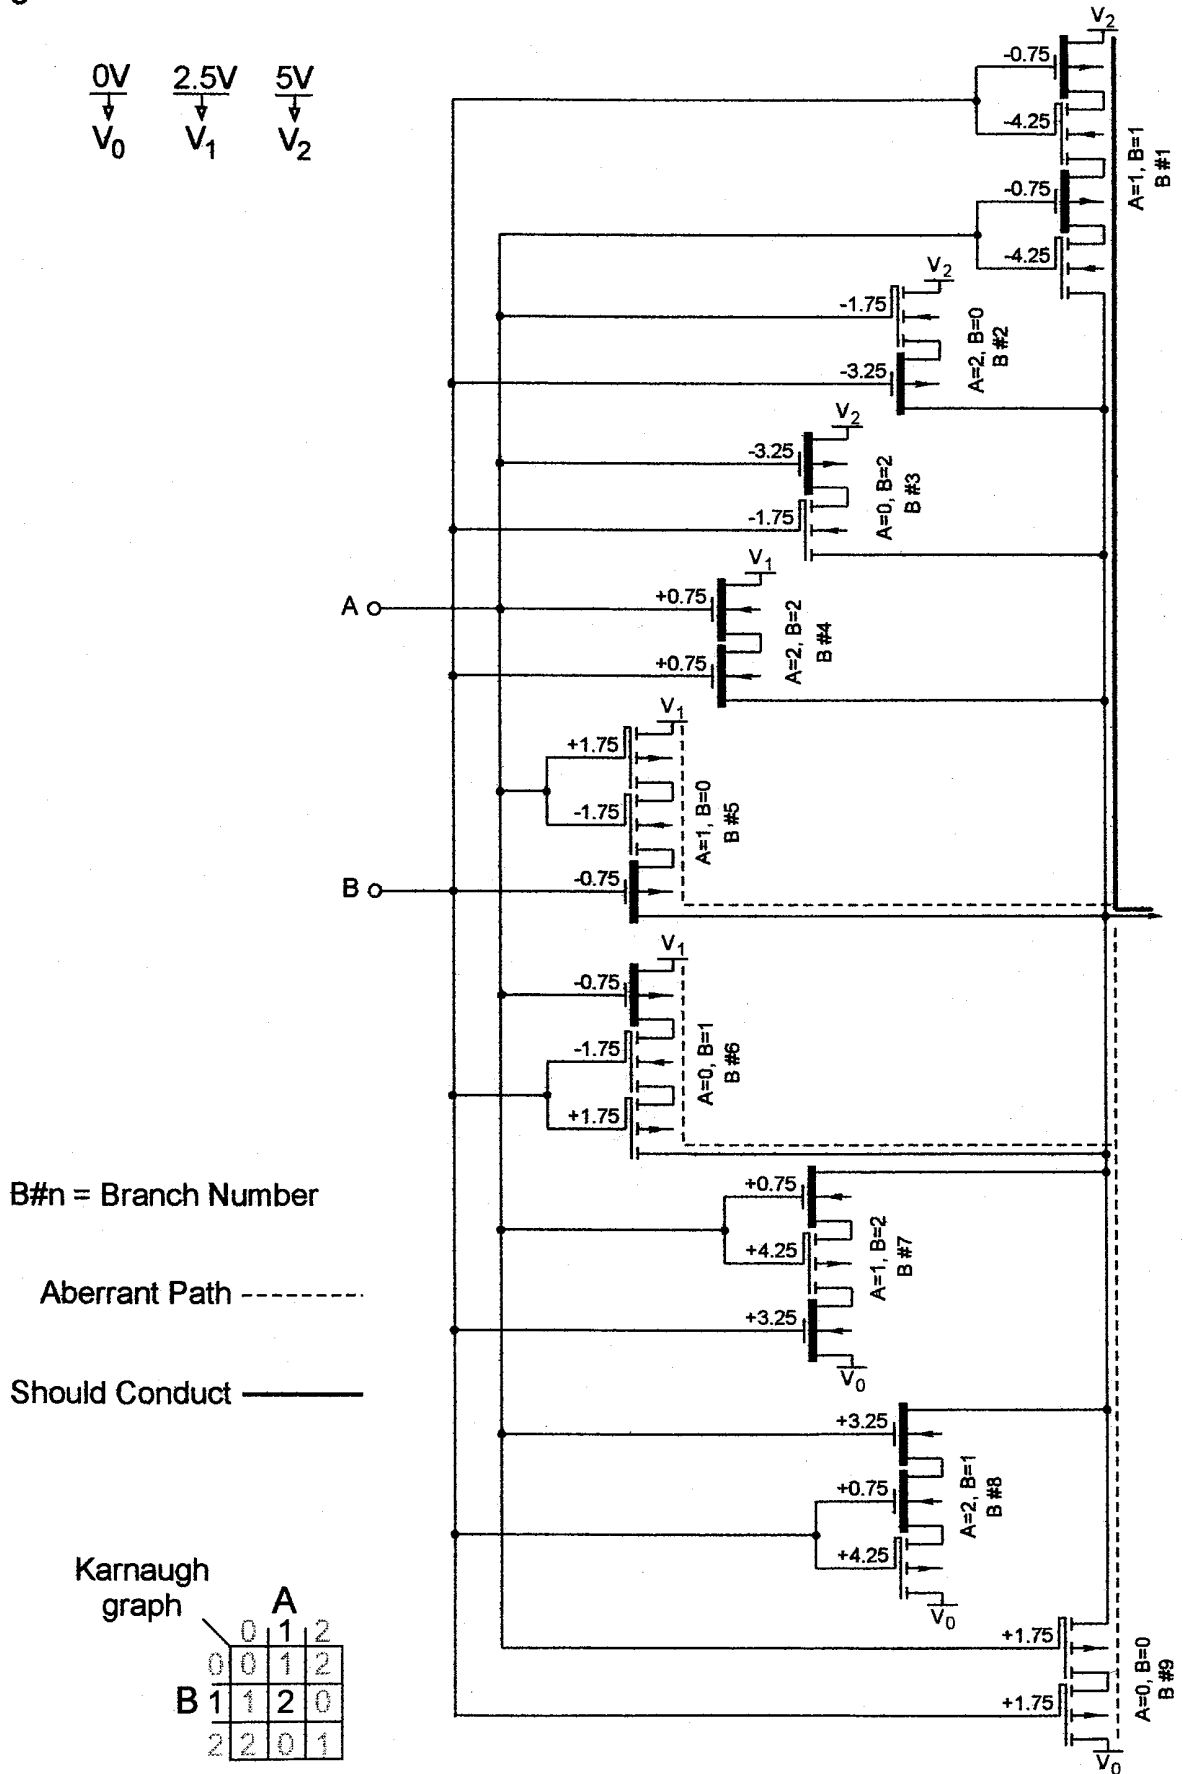 0V 2.5V 5V
V0 V1 V2
V2
-0.75
-4.25
-0.75
-4.25
A=1, B=1
B #1
V2
-1.75
-3.25
A=2, B=0
B #2
V2
-3.25
-1.75
A=0, B=2
B #3
V1
A
+0.75
+0.75
A=2, B=2
B #4
V1
+1.75
-1.75
-0.75
A=1, B=0
B #5
B
V1
-0.75
-1.75
+1.75
A=0, B=1
B #6
B#n = Branch Number
+0.75
+4.25
+3.25
A=1, B=2
B #7
V0
Aberrant Path
Should Conduct
+3.25
+0.75
+4.25
A=2, B=1
B #8
V0
+1.75
+1.75
A=0, B=0
B #9
V0
Karnaugh
graph
A
0 1 2
0 0 1 2
B 1 1 2 0
2 2 0 1